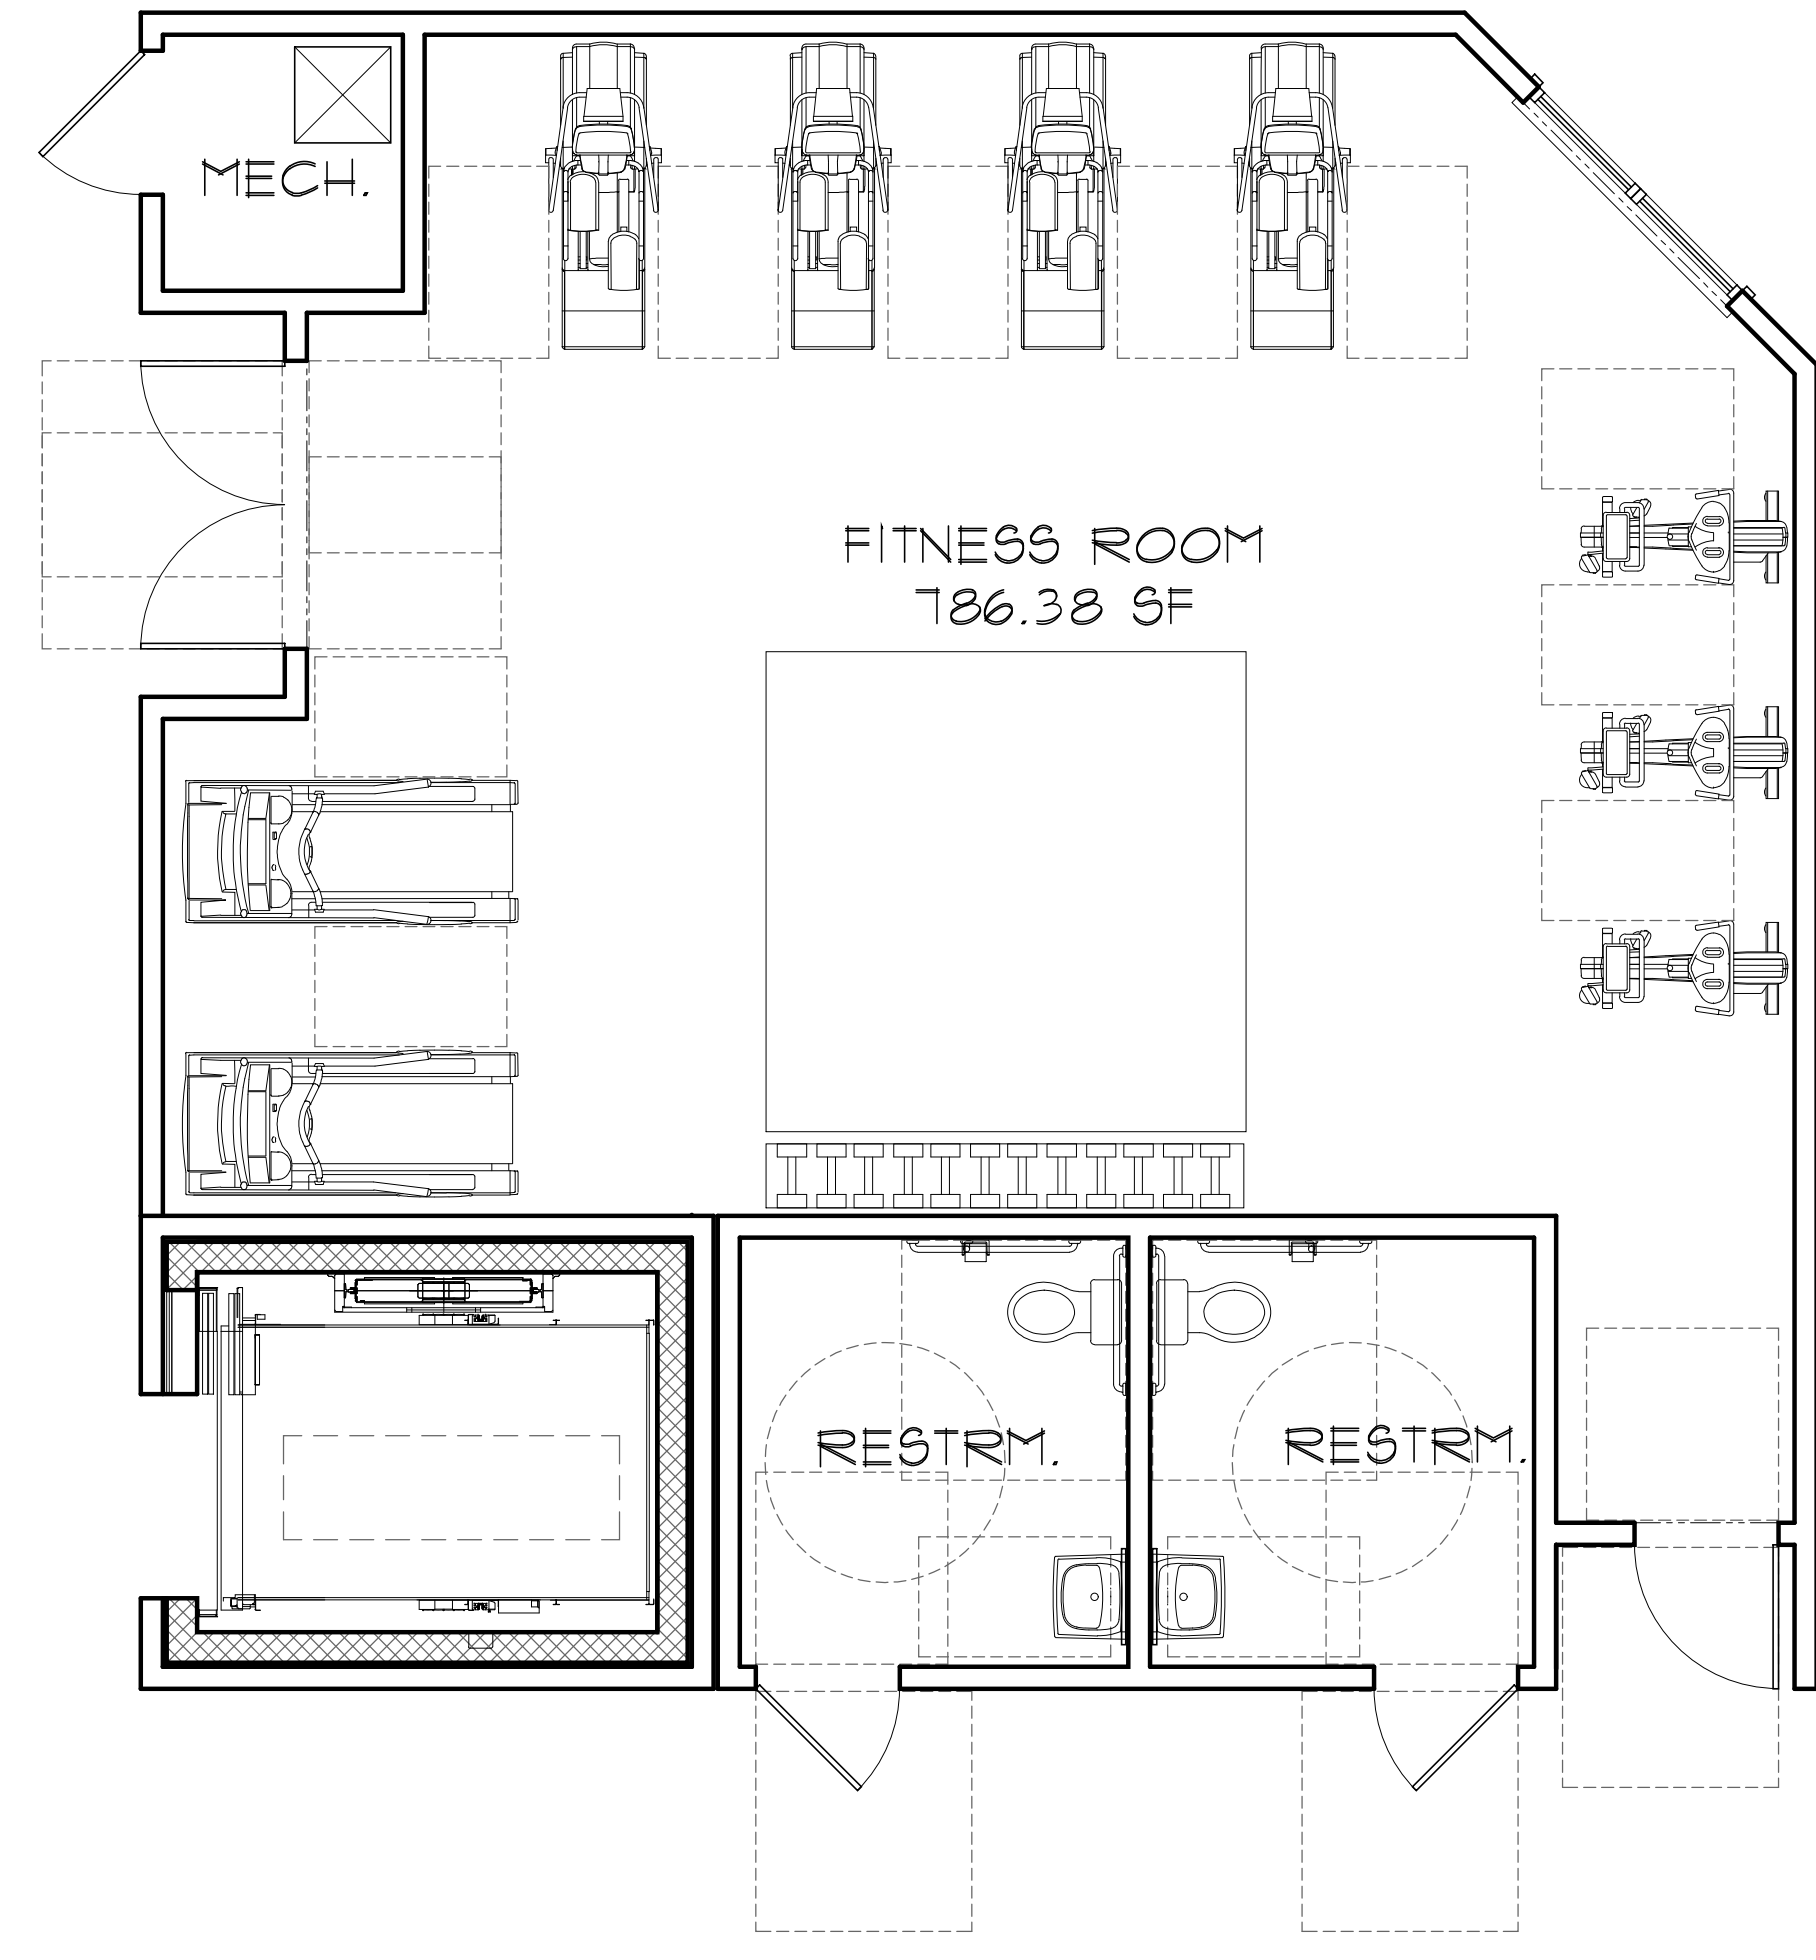 MECH.
FITNESS ROOM
786.38 SF
RESTRM.
RESTRM.